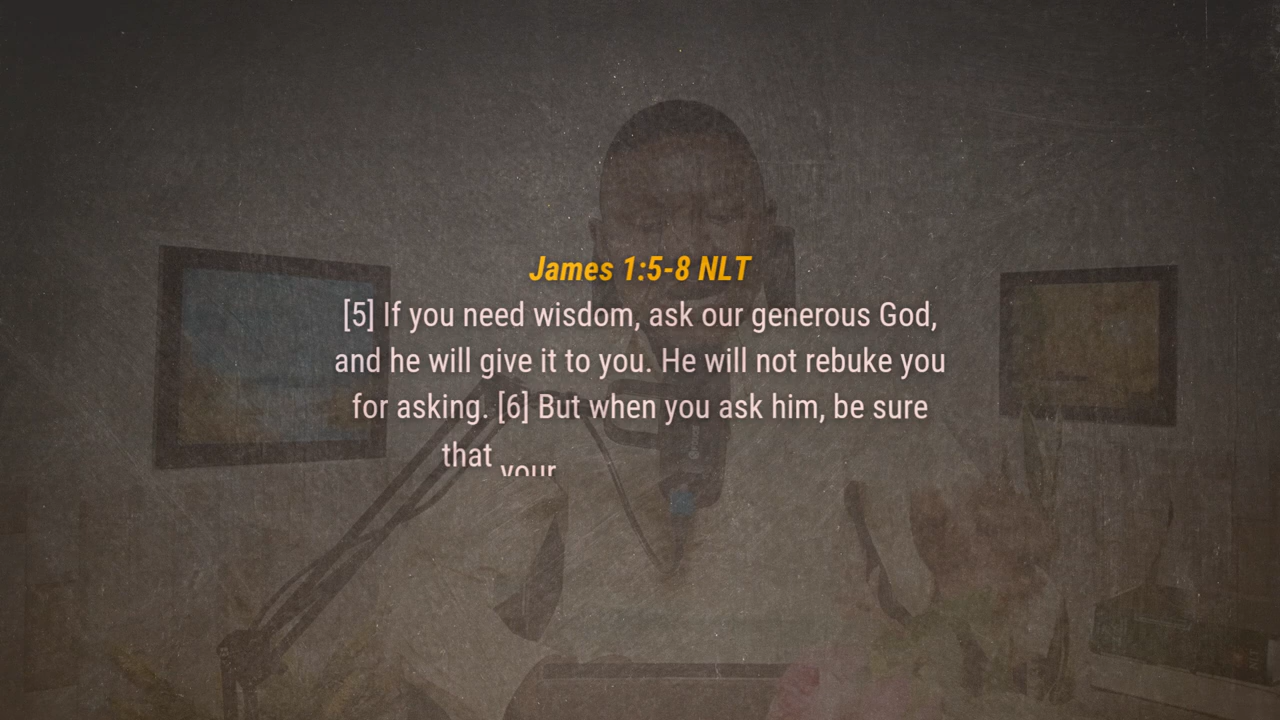 James 1:5-8 NLT
[5] If you need wisdom, ask our generous God,
and he will give it to you. He will not rebuke you
for asking. [6] But when you ask him, be sure
that your